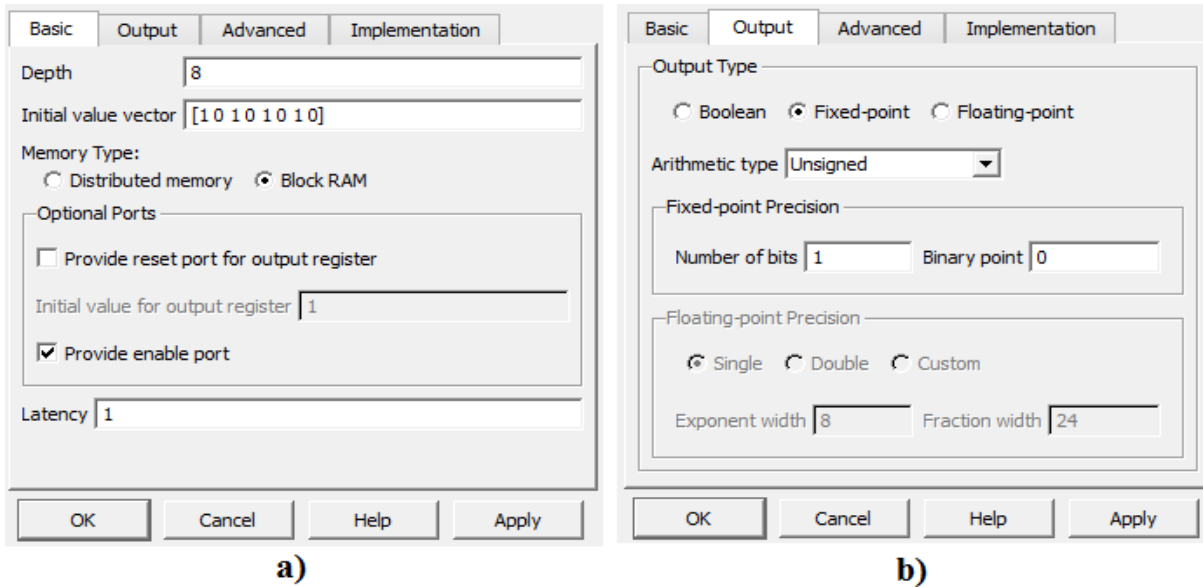 Basic Output Advanced Implementation
Depth 8
Initial value vector [1 0 1 0 1 0 1 0]
Memory Type:
Distributed memory Block RAM
Optional Ports
Provide reset port for output register
Initial value for output register 1
Provide enable port
Latency 1
OK Cancel Help Apply
a)
Basic Output Advanced Implementation
Output Type
Boolean Fixed-point Floating-point
Arithmetic type Unsigned
Fixed-point Precision
Number of bits 1 Binary point 0
Floating-point Precision
Single Double Custom
Exponent width 8 Fraction width 24
OK Cancel Help Apply
b)